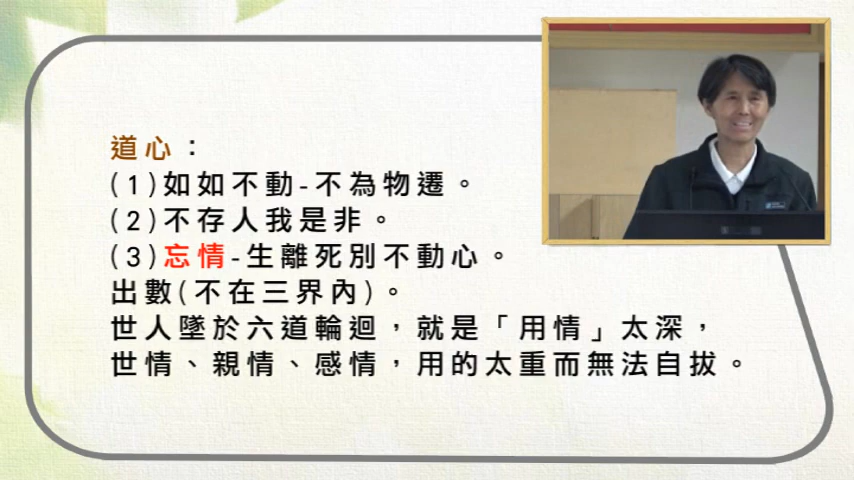 道心：
(1)如如不動-不為物遷。
(2)不存人我是非。
(3)忘情-生離死別不動心。
出數(不在三界內)。
世人墜於六道輪迴，就是「用情」太深，
世情、親情、感情，用的太重而無法自拔。